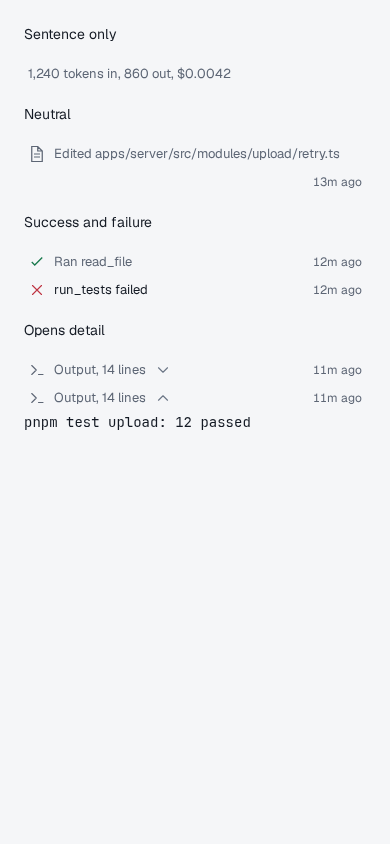 Sentence only
1,240 tokens in, 860 out, $0.0042
Neutral
Edited apps/server/src/modules/upload/retry.ts
13m ago
Success and failure
Ran read_file 12m ago
run_tests failed 12m ago
Opens detail
Output, 14 lines 11m ago
Output, 14 lines 11m ago
pnpm test upload: 12 passed